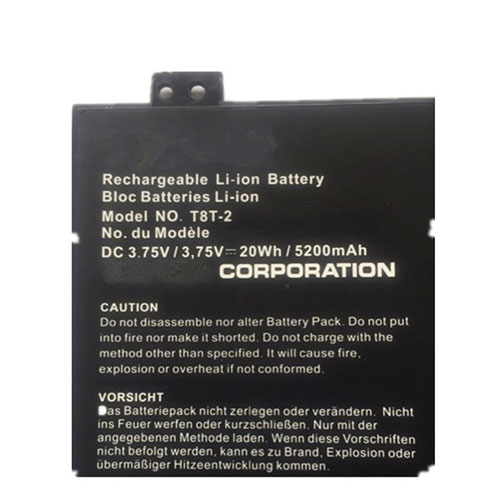 Rechargeable Li-ion Battery
Bloc Batteries Li-ion
Model NO. T8T-2
No. du Modèle
DC 3.75V / 3,75V⎓20Wh / 5200mAh
CORPORATION
CAUTION
Do not disassemble nor alter Battery Pack. Do not put
into fire nor make it shorted. Do not charge with the
method other than specified. It will cause fire,
explosion or overheat if not conformed.
VORSICHT
Das Batteriepack nicht zerlegen oder verändern. Nicht
ins Feuer werfen oder kurzschließen. Nur mit der
angegebenen Methode laden. Wenn diese Vorschriften
nicht befolgt werden, kann es zu Brand, Explosion oder
übermäßiger Hitzeentwicklung kommen.